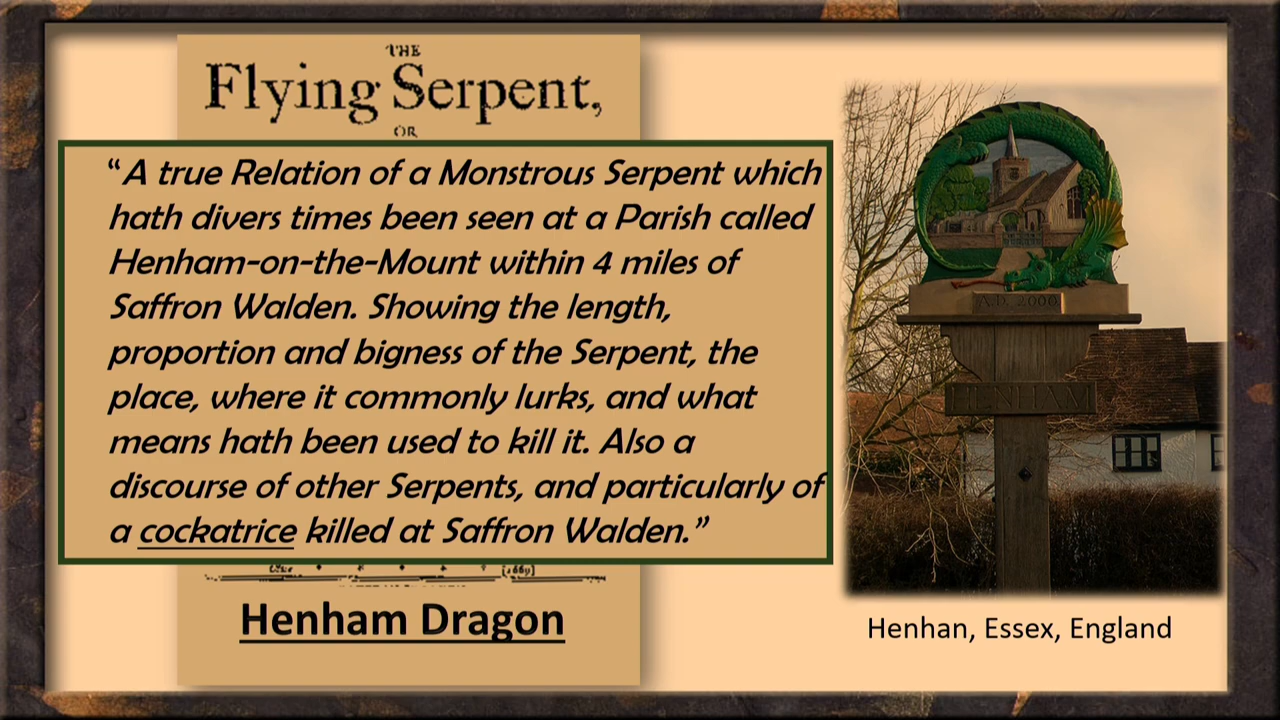 THE
Flying Serpent,
OR
“A true Relation of a Monstrous Serpent which
hath divers times been seen at a Parish called
Henham-on-the-Mount within 4 miles of
Saffron Walden. Showing the length,
proportion and bigness of the Serpent, the
place, where it commonly lurks, and what
means hath been used to kill it. Also a
discourse of other Serpents, and particularly of
a cockatrice killed at Saffron Walden.”
[1669]
Henham Dragon
A.D. 2000
HENHAM
Henhan, Essex, England